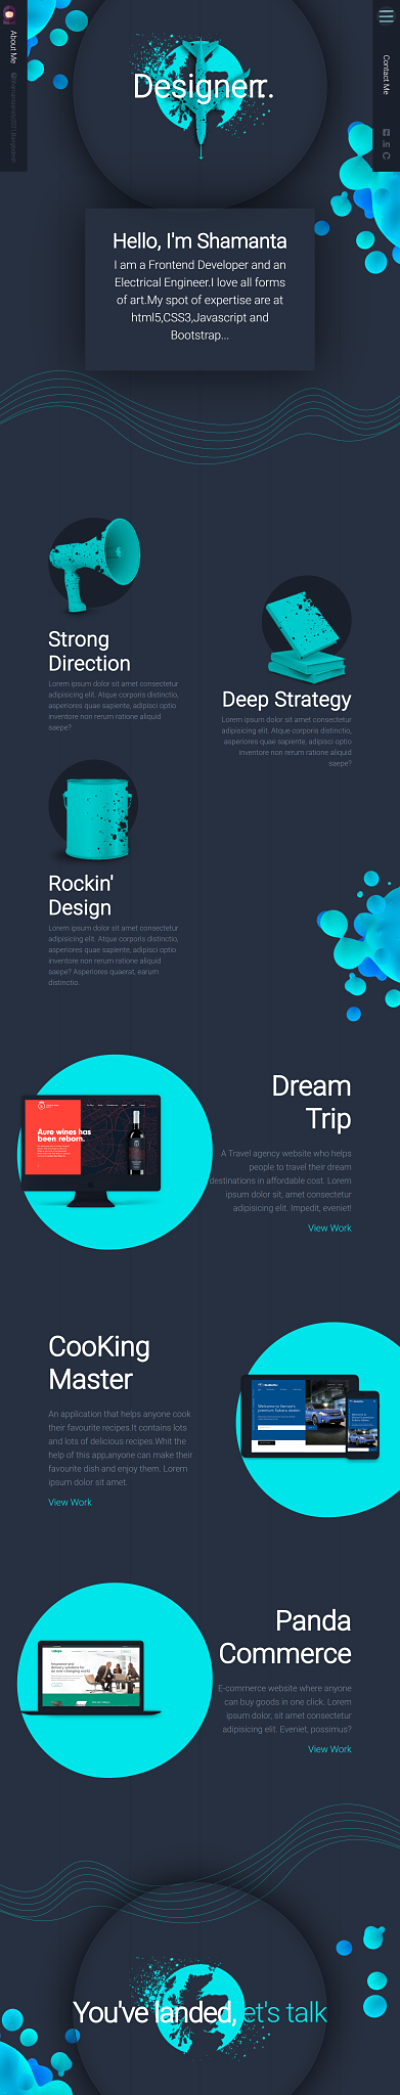 About Me
Contact Me
Designerr.
Hello, I'm Shamanta
I am a Frontend Developer and an
Electrical Engineer.I love all forms
of art.My spot of expertise are at
html5,CSS3,Javascript and
Bootstrap...
Strong
Direction
Lorem ipsum dolor sit amet consectetur
adipisicing elit. Atque corporis distinctio,
asperiores quae sapiente, adipisci optio
inventore non rerum ratione aliquid
saepe?
Deep Strategy
Lorem ipsum dolor sit amet consectetur
adipisicing elit. Atque corporis distinctio,
asperiores quae sapiente, adipisci optio
inventore non rerum ratione aliquid
saepe?
Rockin'
Design
Lorem ipsum dolor sit amet consectetur
adipisicing elit. Atque corporis distinctio,
asperiores quae sapiente, adipisci optio
inventore non rerum ratione aliquid
saepe? Asperiores quaerat, earum
distinctio.
Aure wines has
been reborn.
Dream
Trip
A Travel agency website who helps
people to travel their dream
destinations in affordable cost. Lorem
ipsum dolor sit, amet consectetur
adipisicing elit. Impedit, eveniet!
View Work
CooKing
Master
An application that helps anyone cook
their favourite recipes.It contains lots
and lots of delicious recipes.Whit the
help of this app,anyone can make their
favourite dish and enjoy them. Lorem
ipsum dolor sit amet.
View Work
Panda
Commerce
E-commerce website where anyone
can buy goods in one click. Lorem
ipsum dolor, sit amet consectetur
adipisicing elit. Eveniet, possimus?
View Work
You've landed, let's talk